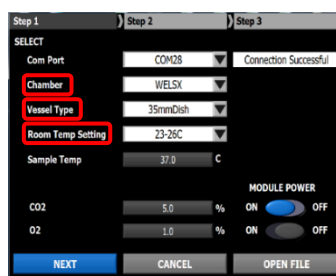 Step 1 Step 2 Step 3
SELECT
Com Port COM28 Connection Successful
Chamber WELSX
Vessel Type 35mmDish
Room Temp Setting 23-26C
Sample Temp 37.0 C
MODULE POWER
CO2 5.0 % ON OFF
O2 1.0 % ON OFF
NEXT CANCEL OPEN FILE